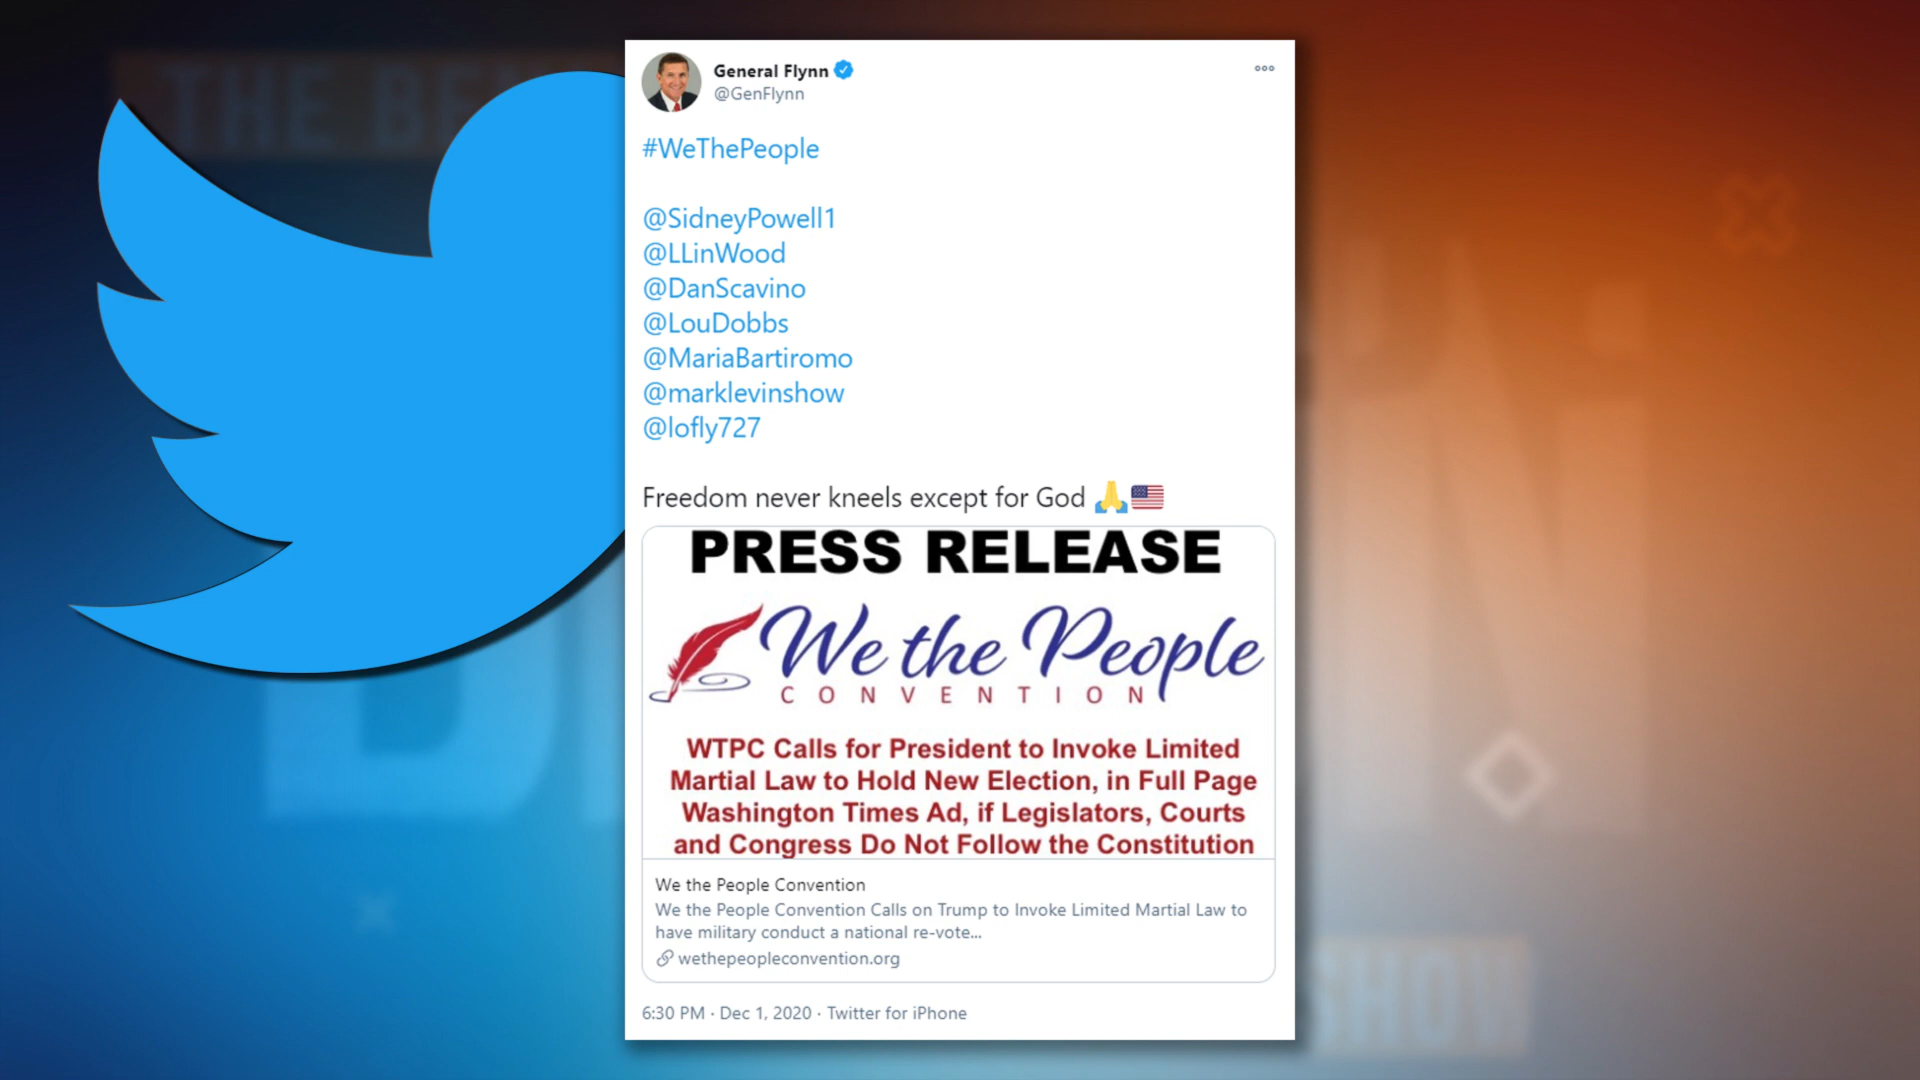 THE BE
General Flynn
@GenFlynn
#WeThePeople
@SidneyPowell1
@LLinWood
@DanScavino
@LouDobbs
@MariaBartiromo
@marklevinshow
@lofly727
Freedom never kneels except for God 🙏🇺🇸
PRESS RELEASE
We the People
CONVENTION
WTPC Calls for President to Invoke Limited
Martial Law to Hold New Election, in Full Page
Washington Times Ad, if Legislators, Courts
and Congress Do Not Follow the Constitution
We the People Convention
We the People Convention Calls on Trump to Invoke Limited Martial Law to
have military conduct a national re-vote...
wethepeopleconvention.org
6:30 PM · Dec 1, 2020 · Twitter for iPhone
SHOW